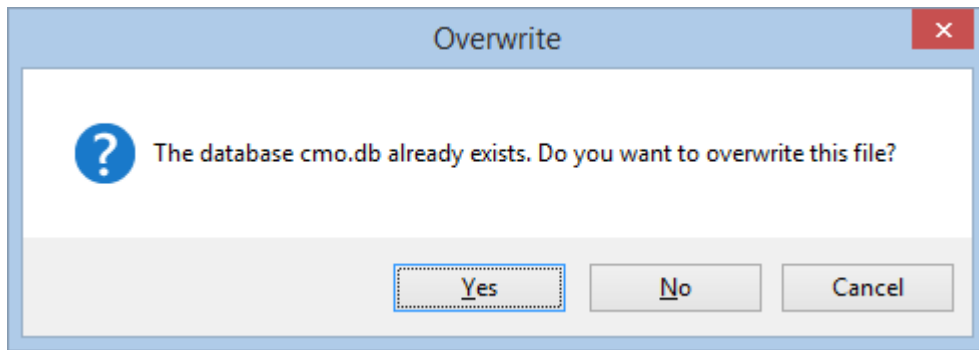 Overwrite
The database cmo.db already exists. Do you want to overwrite this file?
Yes
No
Cancel